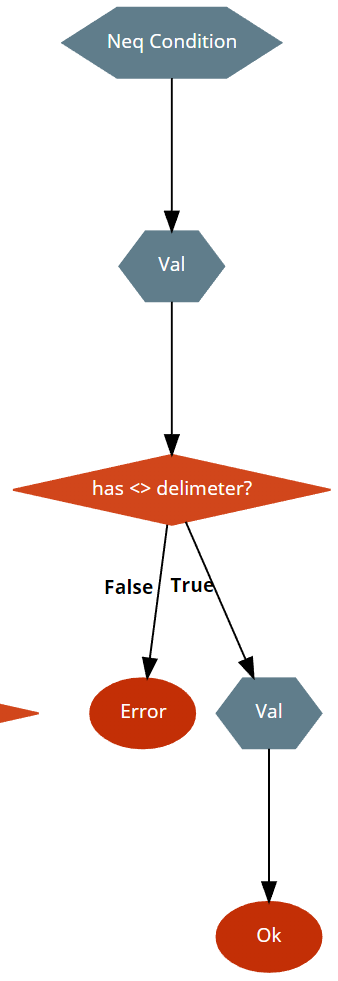 Neq Condition
Val
has <> delimeter?
False
True
Error
Val
Ok